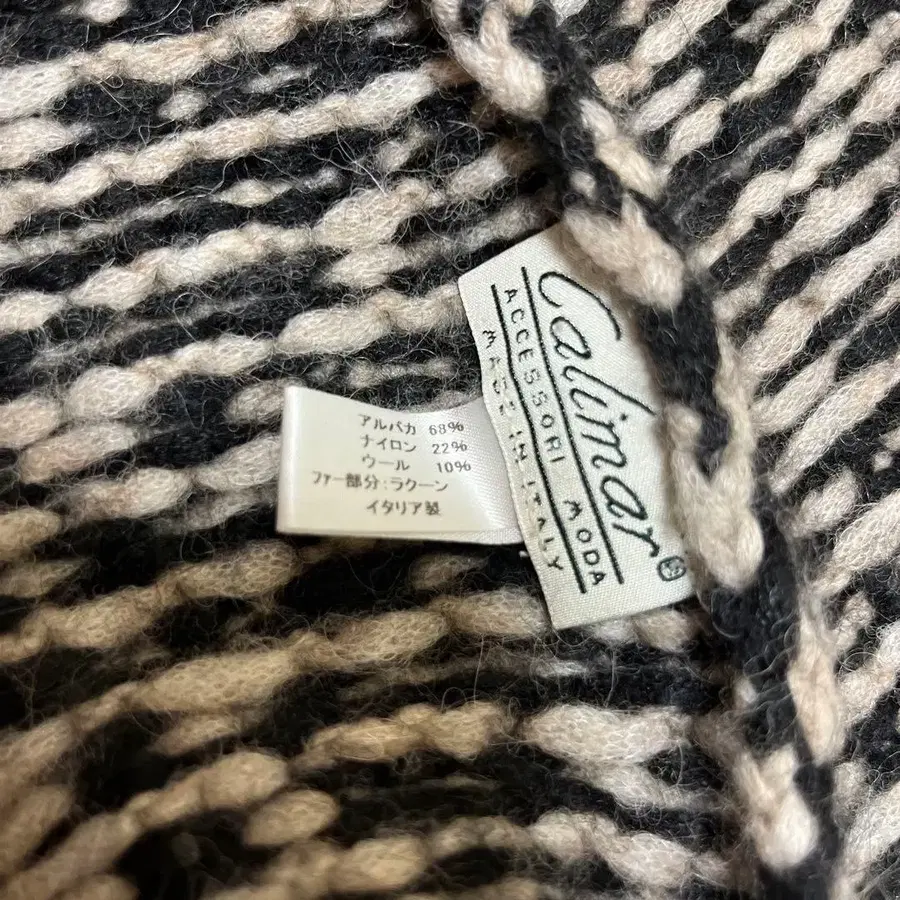 Calimar
ACCESSORI MODA
MADE IN ITALY
アルパカ 68%
ナイロン 22%
ウール 10%
ファー部分:ラクーン
イタリア製